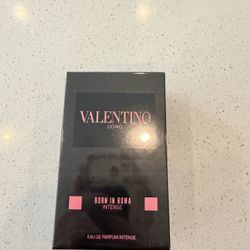 VALENTINO
UOMO
BORN IN ROMA
INTENSE
EAU DE PARFUM INTENSE